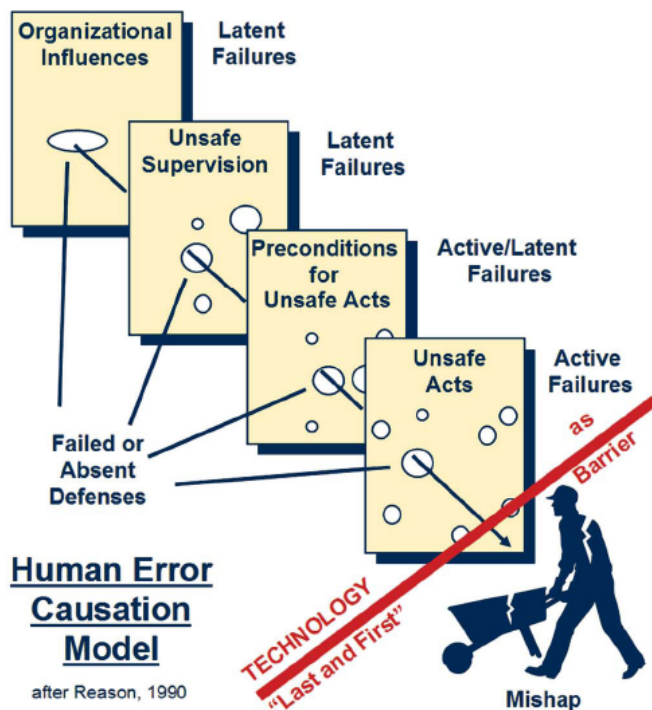 Organizational
Influences
Latent
Failures
Unsafe
Supervision
Latent
Failures
Preconditions
for
Unsafe Acts
Active/Latent
Failures
Unsafe
Acts
Active
Failures
Failed or
Absent
Defenses
TECHNOLOGY as
"Last and First" Barrier
Human Error
Causation
Model
after Reason, 1990
Mishap